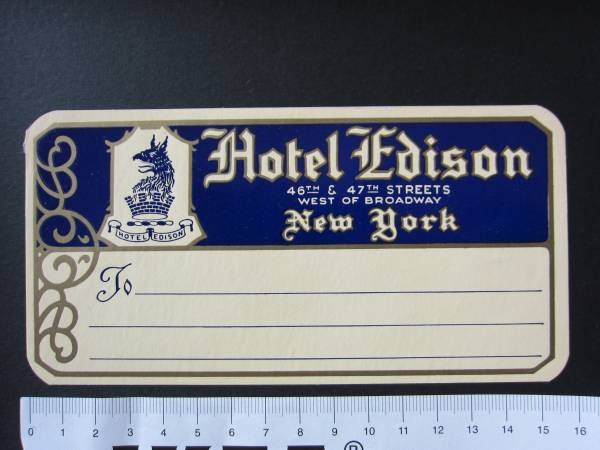 Hotel Edison
46TH & 47TH STREETS
WEST OF BROADWAY
New York
HOTEL EDISON
To
0 1 2 3 4 5 6 7 8 9 10 11 12 13 14 15 16
®